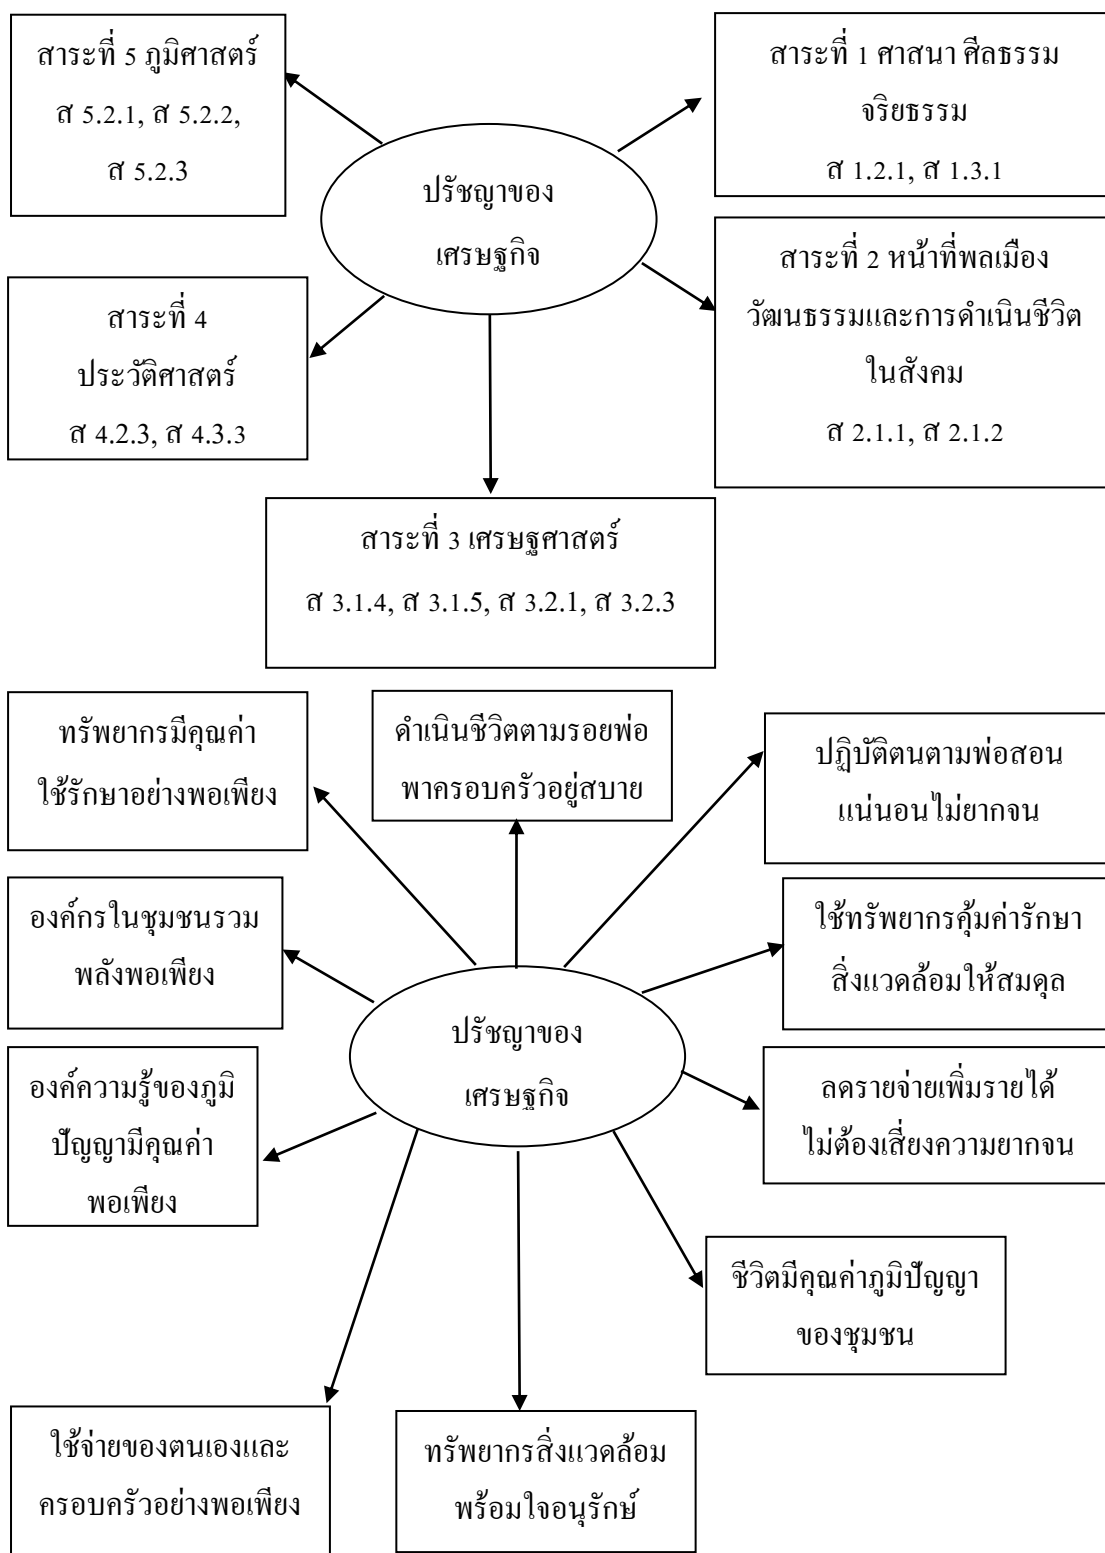 สาระที่ 5 ภูมิศาสตร์
ส 5.2.1, ส 5.2.2,
ส 5.2.3
สาระที่ 1 ศาสนา ศีลธรรม
จริยธรรม
ส 1.2.1, ส 1.3.1
ปรัชญาของ
เศรษฐกิจ
สาระที่ 4
ประวัติศาสตร์
ส 4.2.3, ส 4.3.3
สาระที่ 2 หน้าที่พลเมือง
วัฒนธรรมและการดำเนินชีวิต
ในสังคม
ส 2.1.1, ส 2.1.2
สาระที่ 3 เศรษฐศาสตร์
ส 3.1.4, ส 3.1.5, ส 3.2.1, ส 3.2.3
ทรัพยากรมีคุณค่า
ใช้รักษาอย่างพอเพียง
ดำเนินชีวิตตามรอยพ่อ
พาครอบครัวอยู่สบาย
ปฏิบัติตนตามพ่อสอน
แน่นอนไม่ยากจน
องค์กรในชุมชนรวม
พลังพอเพียง
ใช้ทรัพยากรคุ้มค่ารักษา
สิ่งแวดล้อมให้สมดุล
ปรัชญาของ
เศรษฐกิจ
องค์ความรู้ของภูมิ
ปัญญามีคุณค่า
พอเพียง
ลดรายจ่ายเพิ่มรายได้
ไม่ต้องเสี่ยงความยากจน
ชีวิตมีคุณค่าภูมิปัญญา
ของชุมชน
ใช้จ่ายของตนเองและ
ครอบครัวอย่างพอเพียง
ทรัพยากรสิ่งแวดล้อม
พร้อมใจอนุรักษ์